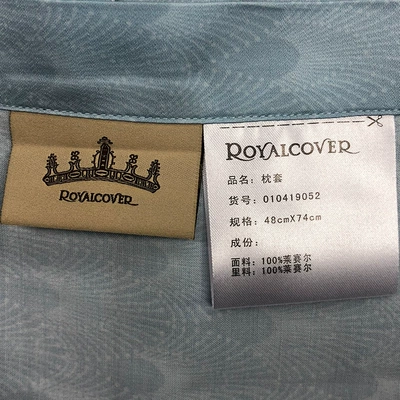 ROYALCOVER
ROYALCOVER
品名：枕套
货号：010419052
规格：48cmX74cm
成份：
面料：100%莱赛尔
里料：100%莱赛尔